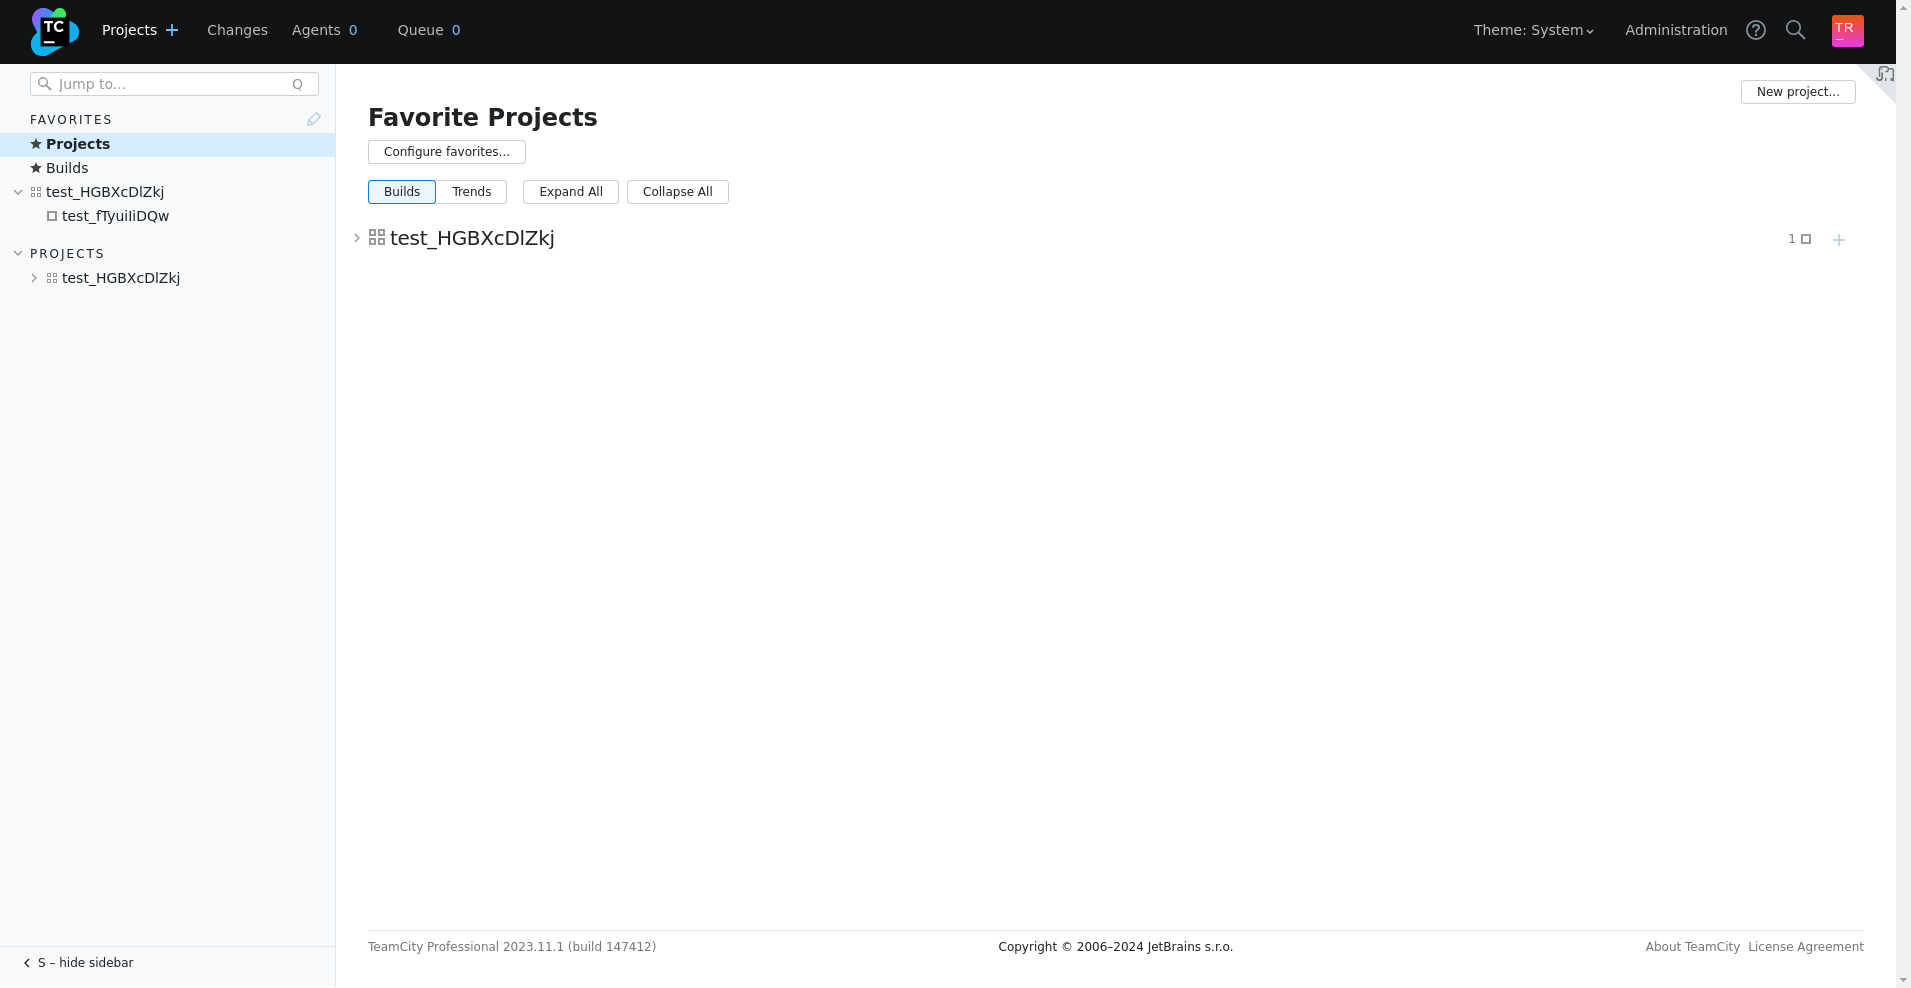 TC Projects Changes Agents 0 Queue 0 Theme: System Administration TR
Jump to... Q
New project...
FAVORITES
Favorite Projects
Projects
Configure favorites...
Builds
test_HGBXcDlZkj
Builds Trends Expand All Collapse All
test_fTyuiIiDQw
test_HGBXcDlZkj 1
PROJECTS
test_HGBXcDlZkj
TeamCity Professional 2023.11.1 (build 147412) Copyright © 2006–2024 JetBrains s.r.o. About TeamCity License Agreement
S – hide sidebar